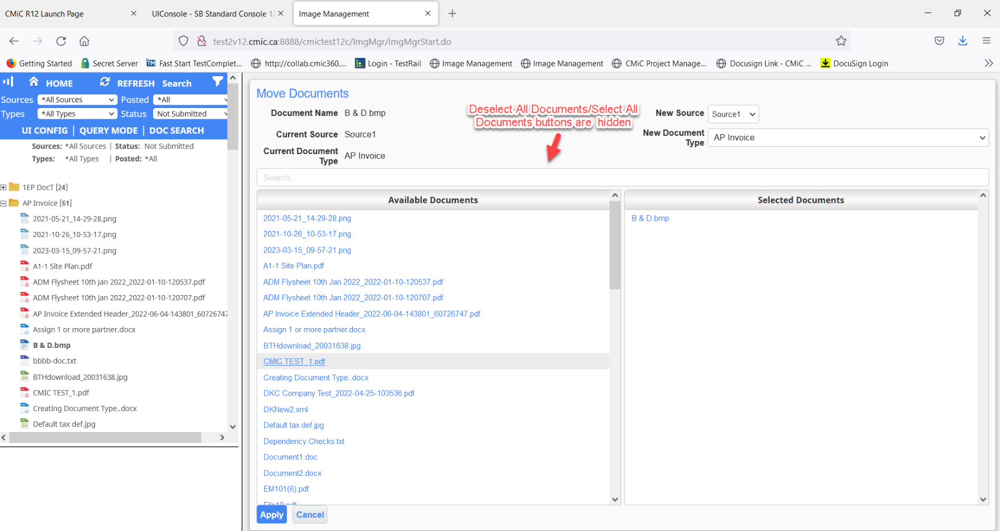 CMiC R12 Launch Page
UIConsole - SB Standard Console 12
Image Management
test2v12.cmic.ca:8888/cmictest12c/ImgMgr/imgMgrStart.do
Getting Started
Secret Server
TM Fast Start TestComplet...
http://collab.cmic360....
Login - TestRail
Image Management
Image Management
CMiC Project Manage...
Docusign Link - CMiC ...
DocuSign Login
HOME
REFRESH
Search
Sources *All Sources Posted *All
Types *All Types Status Not Submitted
UI CONFIG | QUERY MODE | DOC SEARCH
Sources: *All Sources | Status: Not Submitted
Types: *All Types | Posted: *All
1EP DocT [24]
AP Invoice [61]
2021-05-21_14-29-28.png
2021-10-26_10-53-17.png
2023-03-15_09-57-21.png
A1-1 Site Plan.pdf
ADM Flysheet 10th Jan 2022_2022-01-10-120537.pdf
ADM Flysheet 10th Jan 2022_2022-01-10-120707.pdf
AP Invoice Extended Header_2022-06-04-143801_60726747
Assign 1 or more partner.docx
B & D.bmp
bbbb-doc.txt
BTHdownload_20031638.jpg
CMIC TEST_1.pdf
Creating Document Type..docx
Default tax def.jpg
Move Documents
Document Name B & D.bmp
Current Source Source1
Current Document Type AP Invoice
Deselect All Documents/Select All
Documents buttons are hidden
New Source Source1
New Document Type AP Invoice
Search...
Available Documents
2021-05-21_14-29-28.png
2021-10-26_10-53-17.png
2023-03-15_09-57-21.png
A1-1 Site Plan.pdf
ADM Flysheet 10th Jan 2022_2022-01-10-120537.pdf
ADM Flysheet 10th Jan 2022_2022-01-10-120707.pdf
AP Invoice Extended Header_2022-06-04-143801_60726747.pdf
Assign 1 or more partner.docx
BTHdownload_20031638.jpg
CMIC TEST_1.pdf
Creating Document Type..docx
DKC Company Test_2022-04-25-103536.pdf
DKNew2.xml
Default tax def.jpg
Dependency Checks.txt
Document1.doc
Document2.docx
EM101(6).pdf
File10.pdf
Selected Documents
B & D.bmp
Apply
Cancel